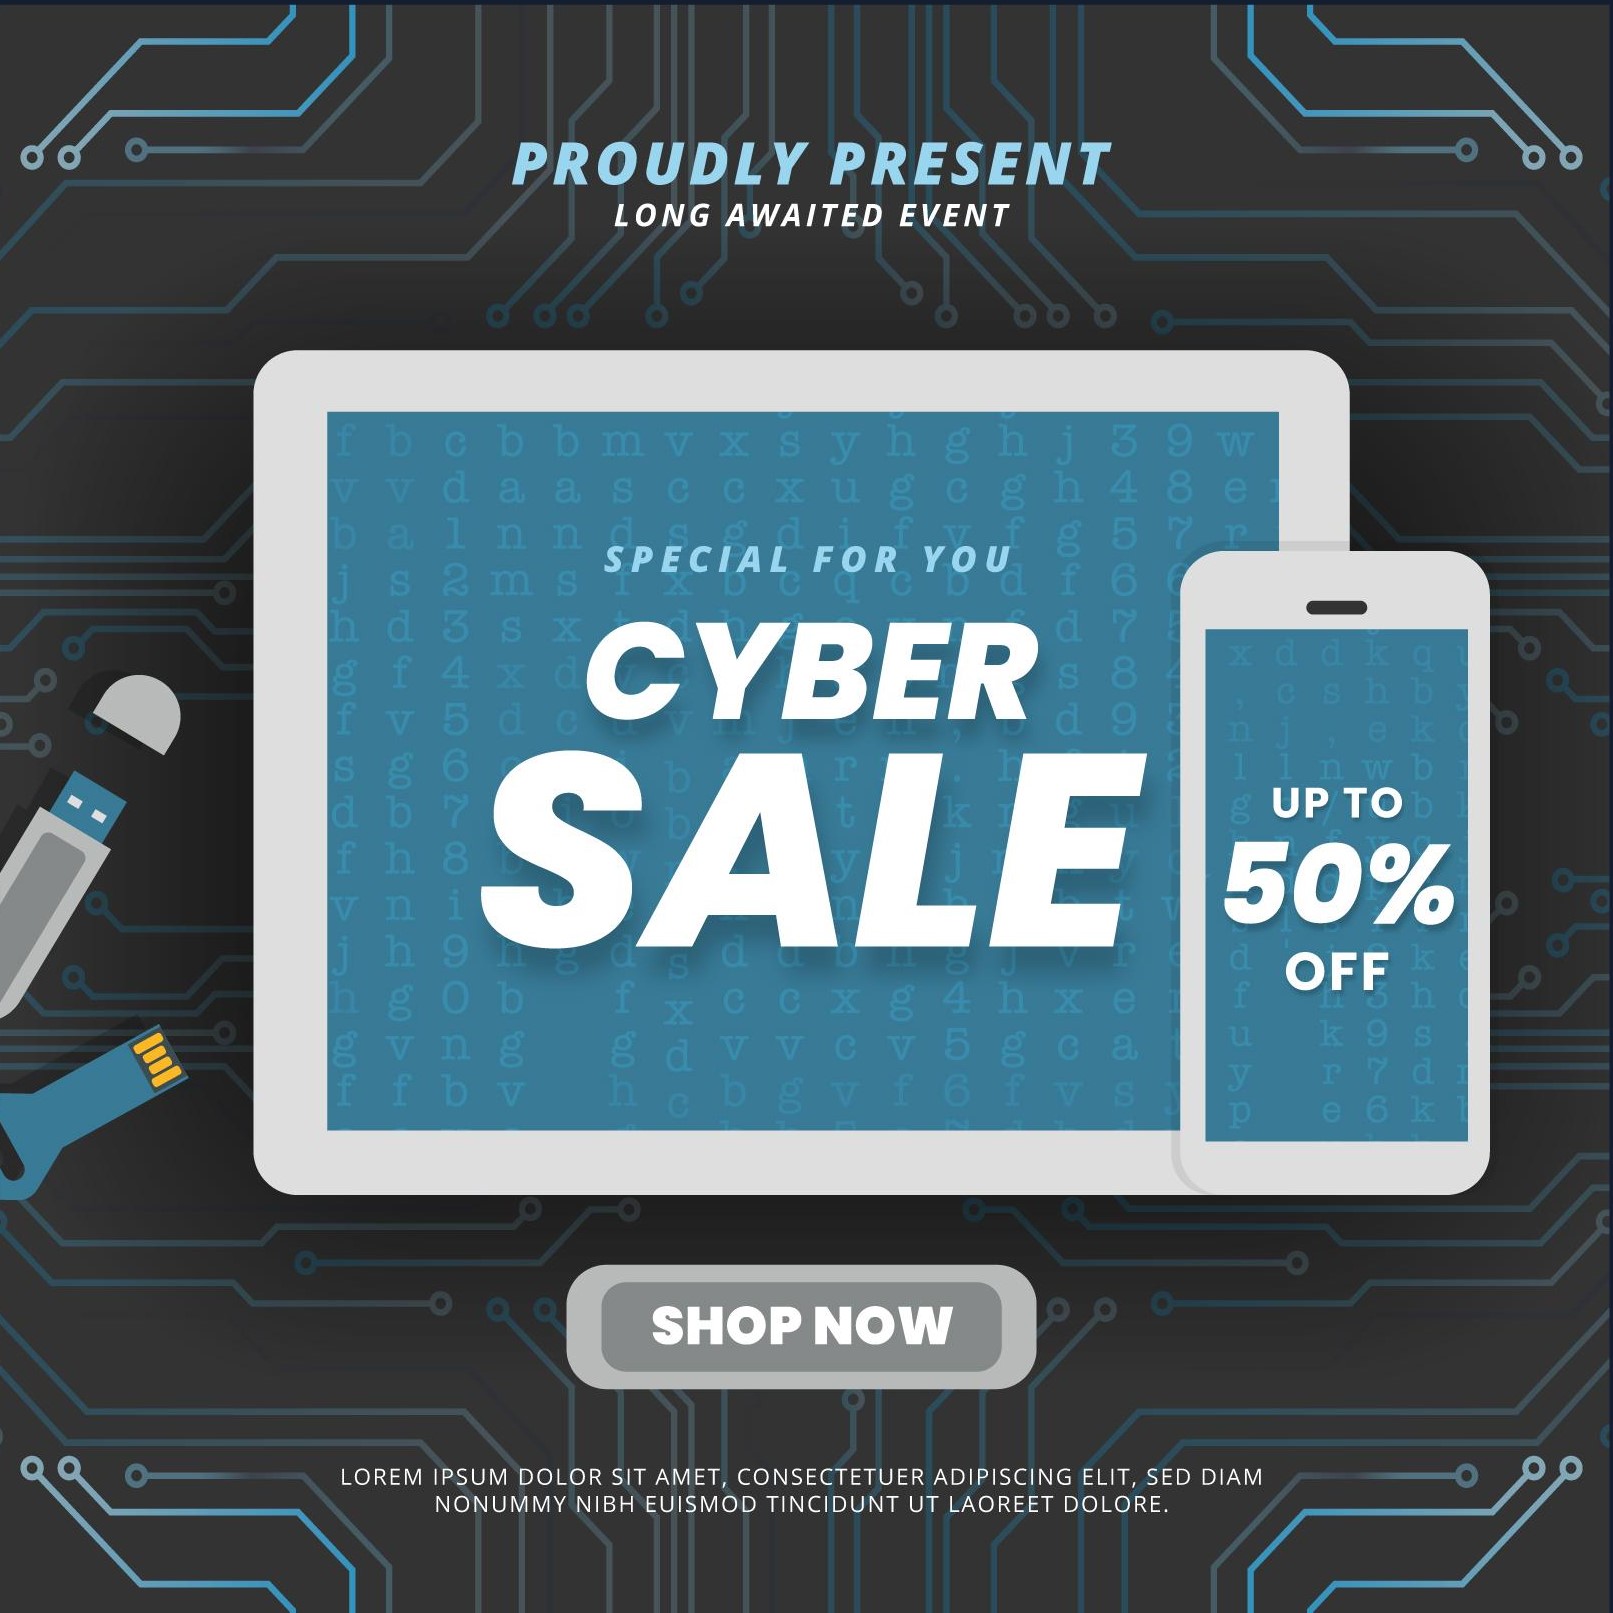 PROUDLY PRESENT
LONG AWAITED EVENT
SPECIAL FOR YOU
CYBER
SALE
UP TO
50%
OFF
SHOP NOW
LOREM IPSUM DOLOR SIT AMET, CONSECTETUER ADIPISCING ELIT, SED DIAM
NONUMMY NIBH EUISMOD TINCIDUNT UT LAOREET DOLORE.